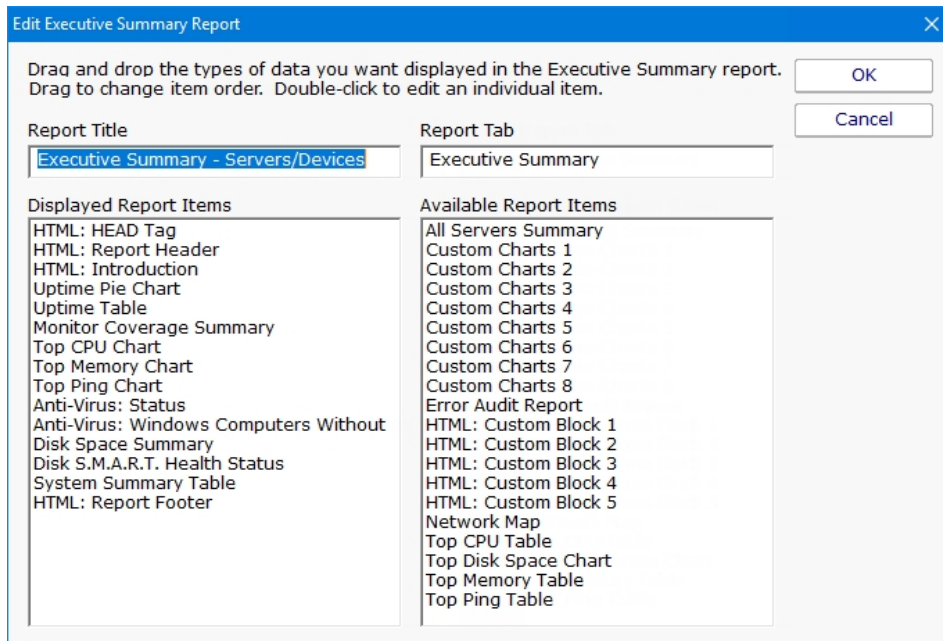 Edit Executive Summary Report
Drag and drop the types of data you want displayed in the Executive Summary report.
Drag to change item order.  Double-click to edit an individual item.
OK
Cancel
Report Title
Executive Summary - Servers/Devices
Report Tab
Executive Summary
Displayed Report Items
HTML: HEAD Tag
HTML: Report Header
HTML: Introduction
Uptime Pie Chart
Uptime Table
Monitor Coverage Summary
Top CPU Chart
Top Memory Chart
Top Ping Chart
Anti-Virus: Status
Anti-Virus: Windows Computers Without
Disk Space Summary
Disk S.M.A.R.T. Health Status
System Summary Table
HTML: Report Footer
Available Report Items
All Servers Summary
Custom Charts 1
Custom Charts 2
Custom Charts 3
Custom Charts 4
Custom Charts 5
Custom Charts 6
Custom Charts 7
Custom Charts 8
Error Audit Report
HTML: Custom Block 1
HTML: Custom Block 2
HTML: Custom Block 3
HTML: Custom Block 4
HTML: Custom Block 5
Network Map
Top CPU Table
Top Disk Space Chart
Top Memory Table
Top Ping Table